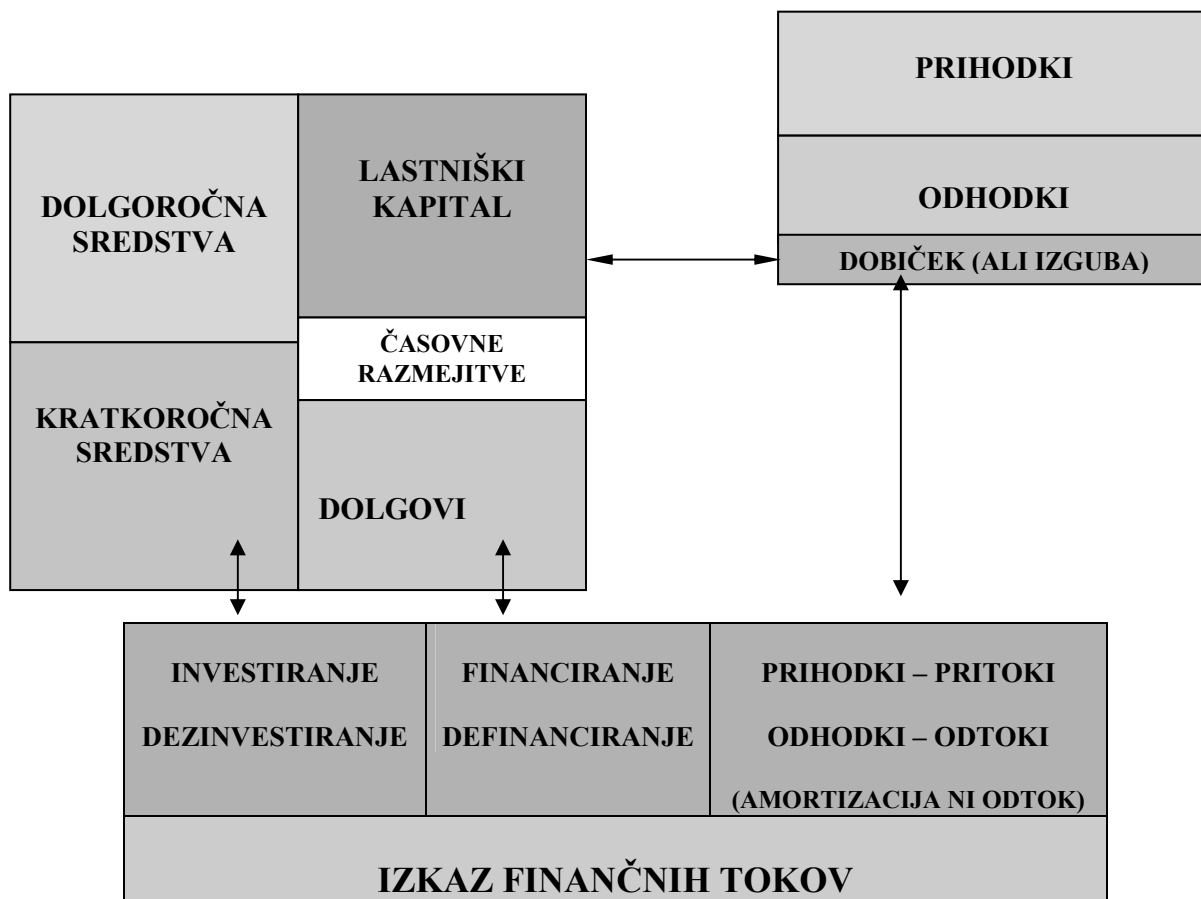 PRIHODKI
ODHODKI
DOBIČEK (ALI IZGUBA)
DOLGOROČNA
SREDSTVA
KRATKOROČNA
SREDSTVA
LASTNIŠKI
KAPITAL
ČASOVNE
RAZMEJITVE
DOLGOVI
INVESTIRANJE
DEZINVESTIRANJE
FINANCIRANJE
DEFINANCIRANJE
PRIHODKI – PRITOKI
ODHODKI – ODTOKI
(AMORTIZACIJA NI ODTOK)
IZKAZ FINANČNIH TOKOV